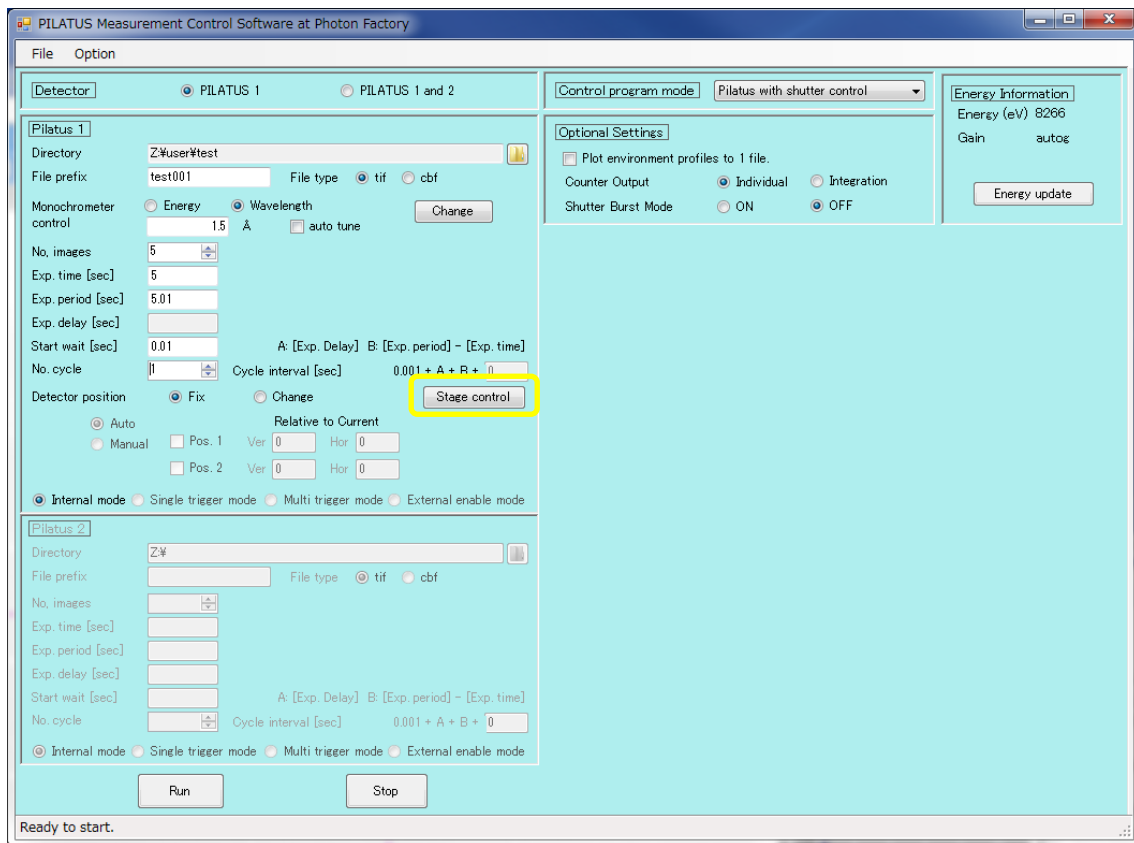 PILATUS Measurement Control Software at Photon Factory
File Option
Detector PILATUS 1 PILATUS 1 and 2
Control program mode Pilatus with shutter control
Energy Information
Energy (eV) 8266
Gain autog
Energy update
Optional Settings
Plot environment profiles to 1 file.
Counter Output Individual Integration
Shutter Burst Mode ON OFF
Pilatus 1
Directory Z:¥user¥test
File prefix test001 File type tif cbf
Monochrometer control Energy Wavelength Change
1.5 Å auto tune
No, images 5
Exp. time [sec] 5
Exp. period [sec] 5.01
Exp. delay [sec]
Start wait [sec] 0.01 A: [Exp. Delay] B: [Exp. period] - [Exp. time]
No. cycle 1 Cycle interval [sec] 0.001 + A + B + 0
Detector position Fix Change Stage control
Auto Relative to Current
Manual Pos. 1 Ver 0 Hor 0
Pos. 2 Ver 0 Hor 0
Internal mode Single trigger mode Multi trigger mode External enable mode
Pilatus 2
Directory Z:¥
File prefix File type tif cbf
No, images
Exp. time [sec]
Exp. period [sec]
Exp. delay [sec]
Start wait [sec] A: [Exp. Delay] B: [Exp. period] - [Exp. time]
No. cycle Cycle interval [sec] 0.001 + A + B + 0
Internal mode Single trigger mode Multi trigger mode External enable mode
Run Stop
Ready to start.